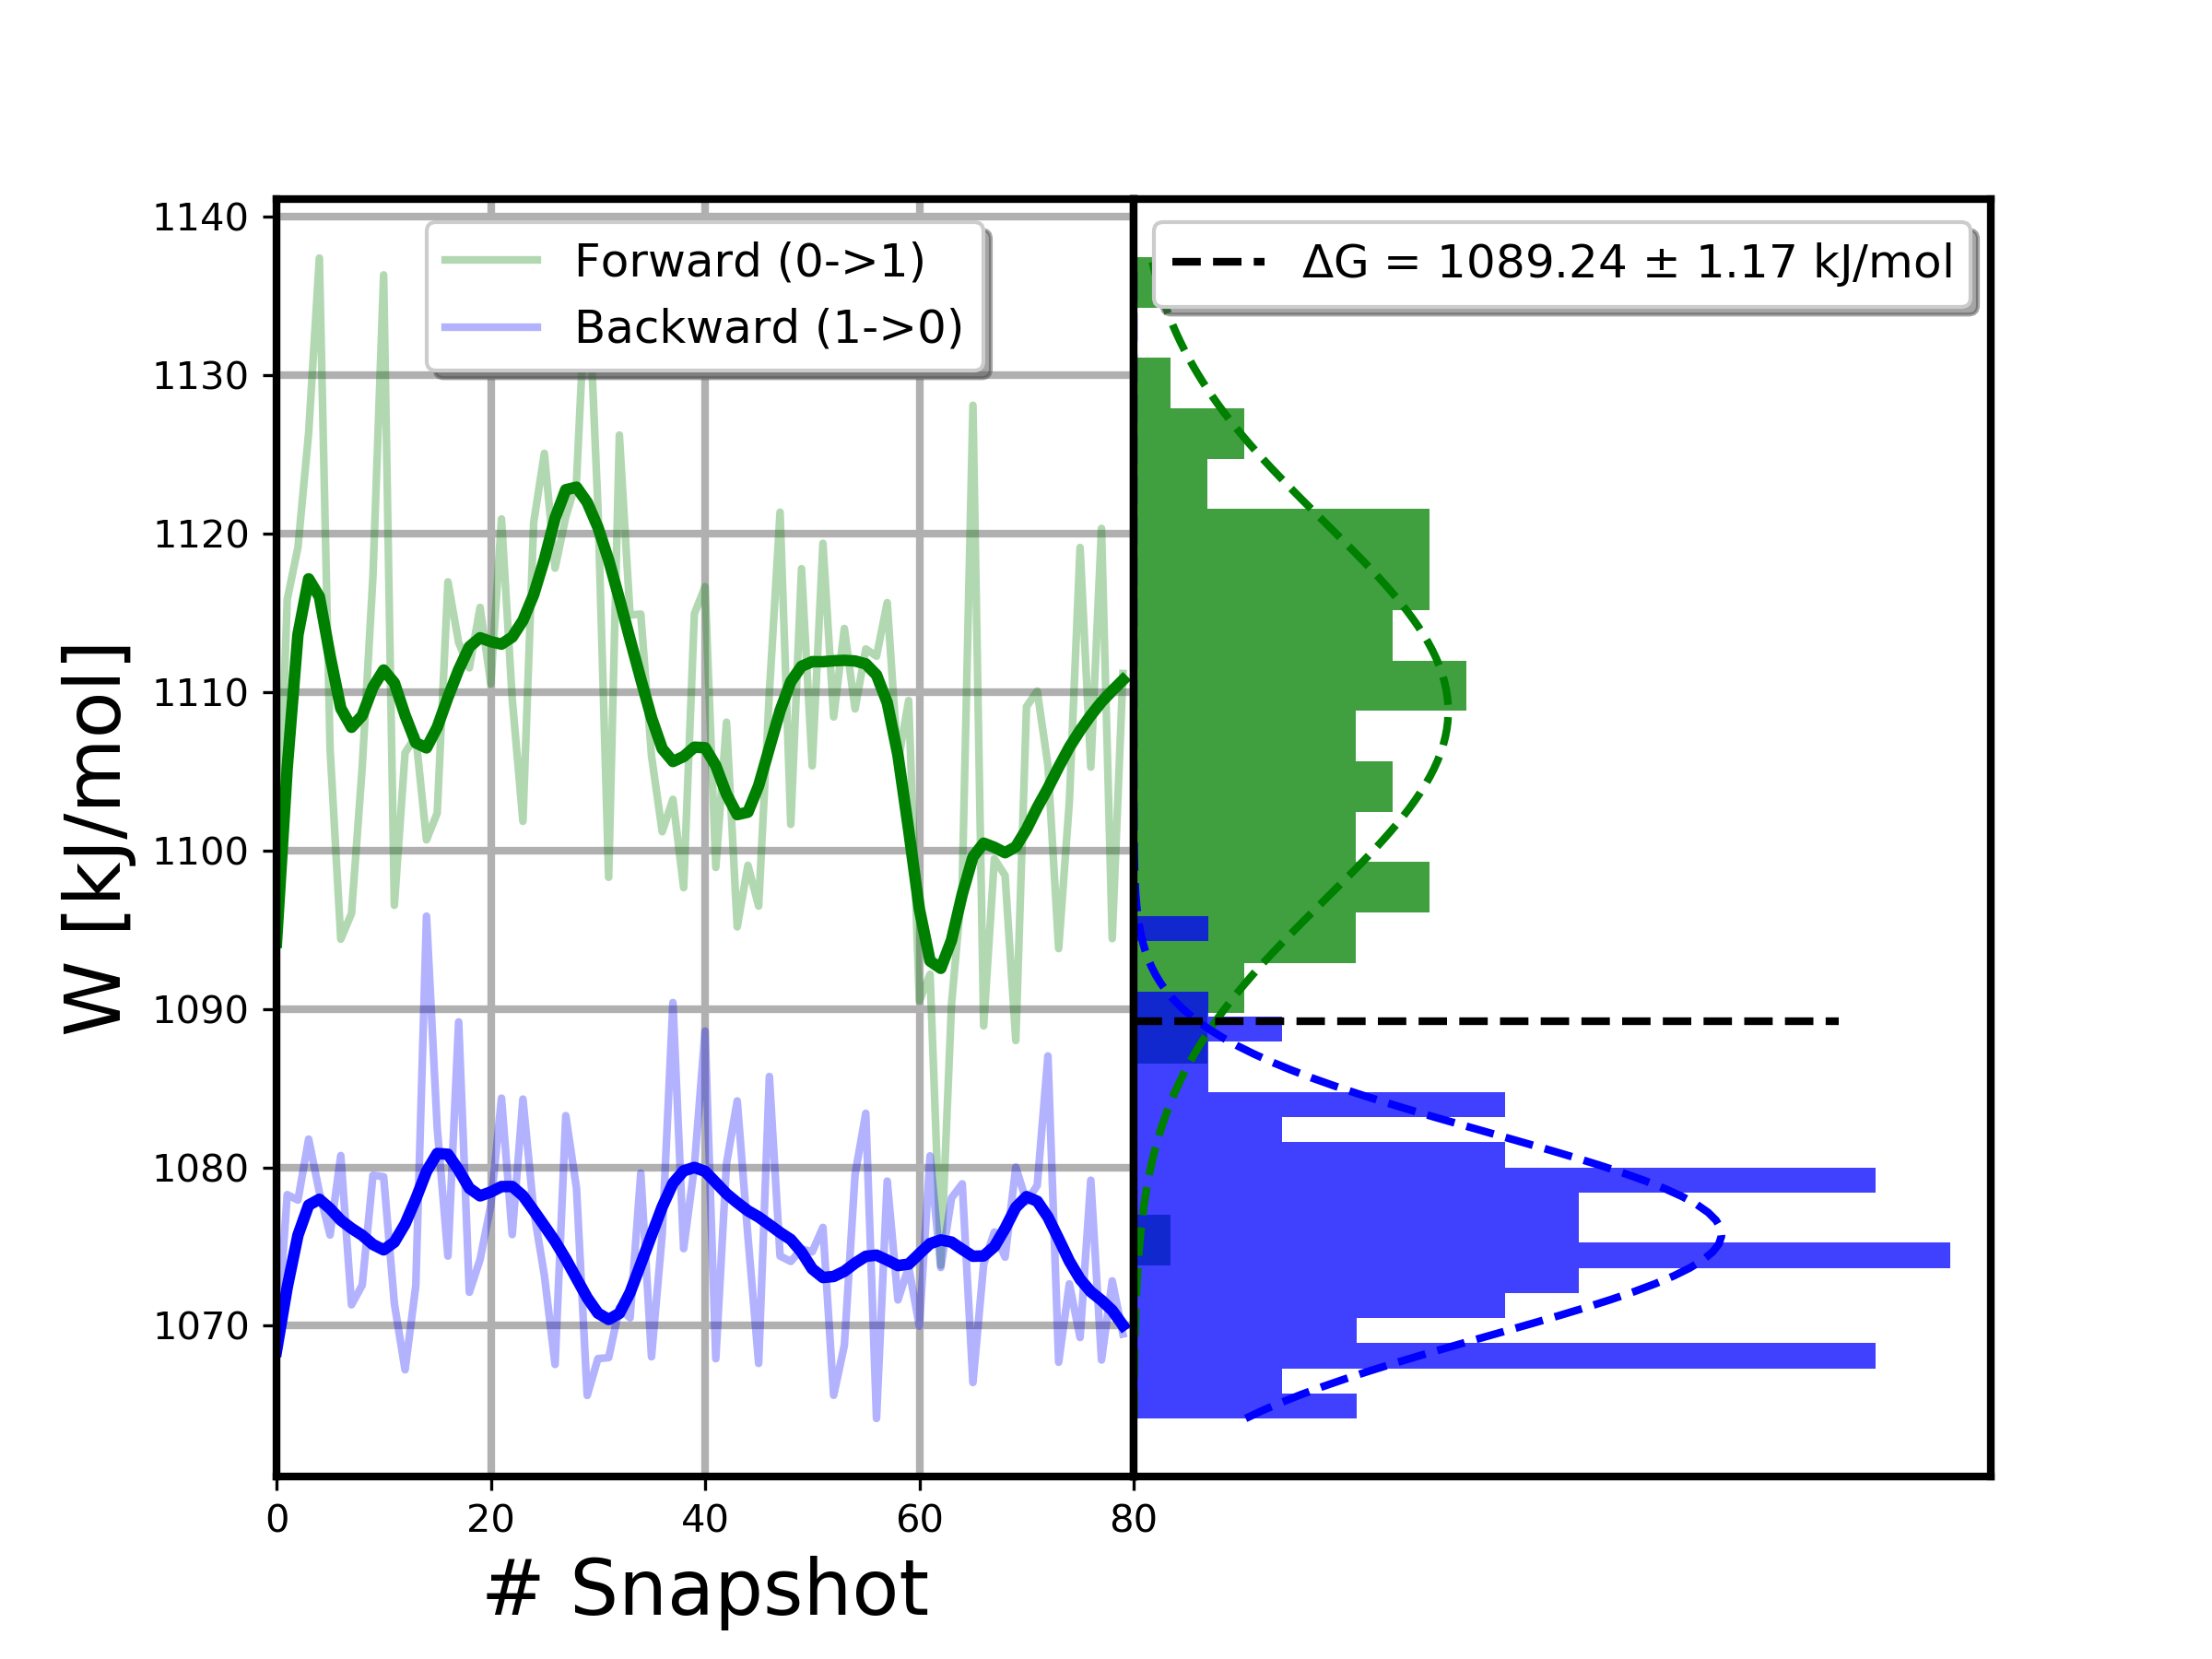 Forward (0->1)
Backward (1->0)
ΔG = 1089.24 ± 1.17 kJ/mol
W [kJ/mol]
1140
1130
1120
1110
1100
1090
1080
1070
0 20 40 60 80
# Snapshot